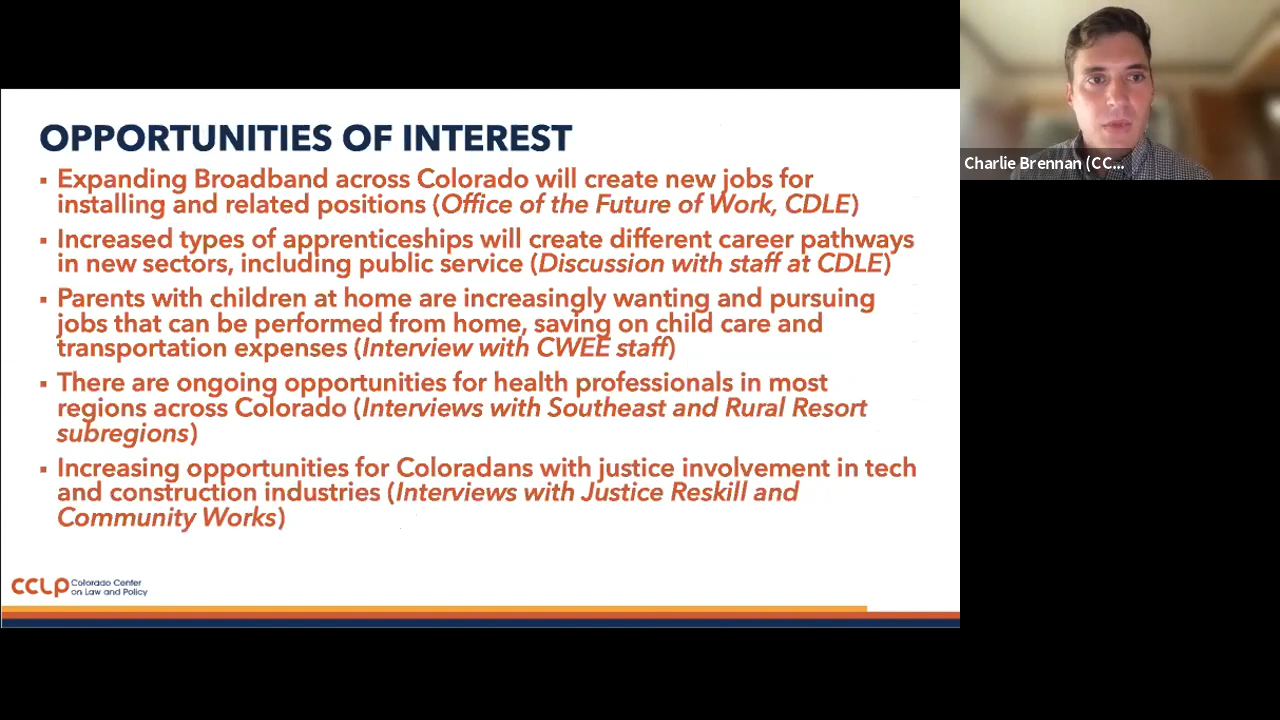 OPPORTUNITIES OF INTEREST
▪ Expanding Broadband across Colorado will create new jobs for
installing and related positions (Office of the Future of Work, CDLE)
▪ Increased types of apprenticeships will create different career pathways
in new sectors, including public service (Discussion with staff at CDLE)
▪ Parents with children at home are increasingly wanting and pursuing
jobs that can be performed from home, saving on child care and
transportation expenses (Interview with CWEE staff)
▪ There are ongoing opportunities for health professionals in most
regions across Colorado (Interviews with Southeast and Rural Resort
subregions)
▪ Increasing opportunities for Coloradans with justice involvement in tech
and construction industries (Interviews with Justice Reskill and
Community Works)
CCLP Colorado Center
on Law and Policy
Charlie Brennan (CC...